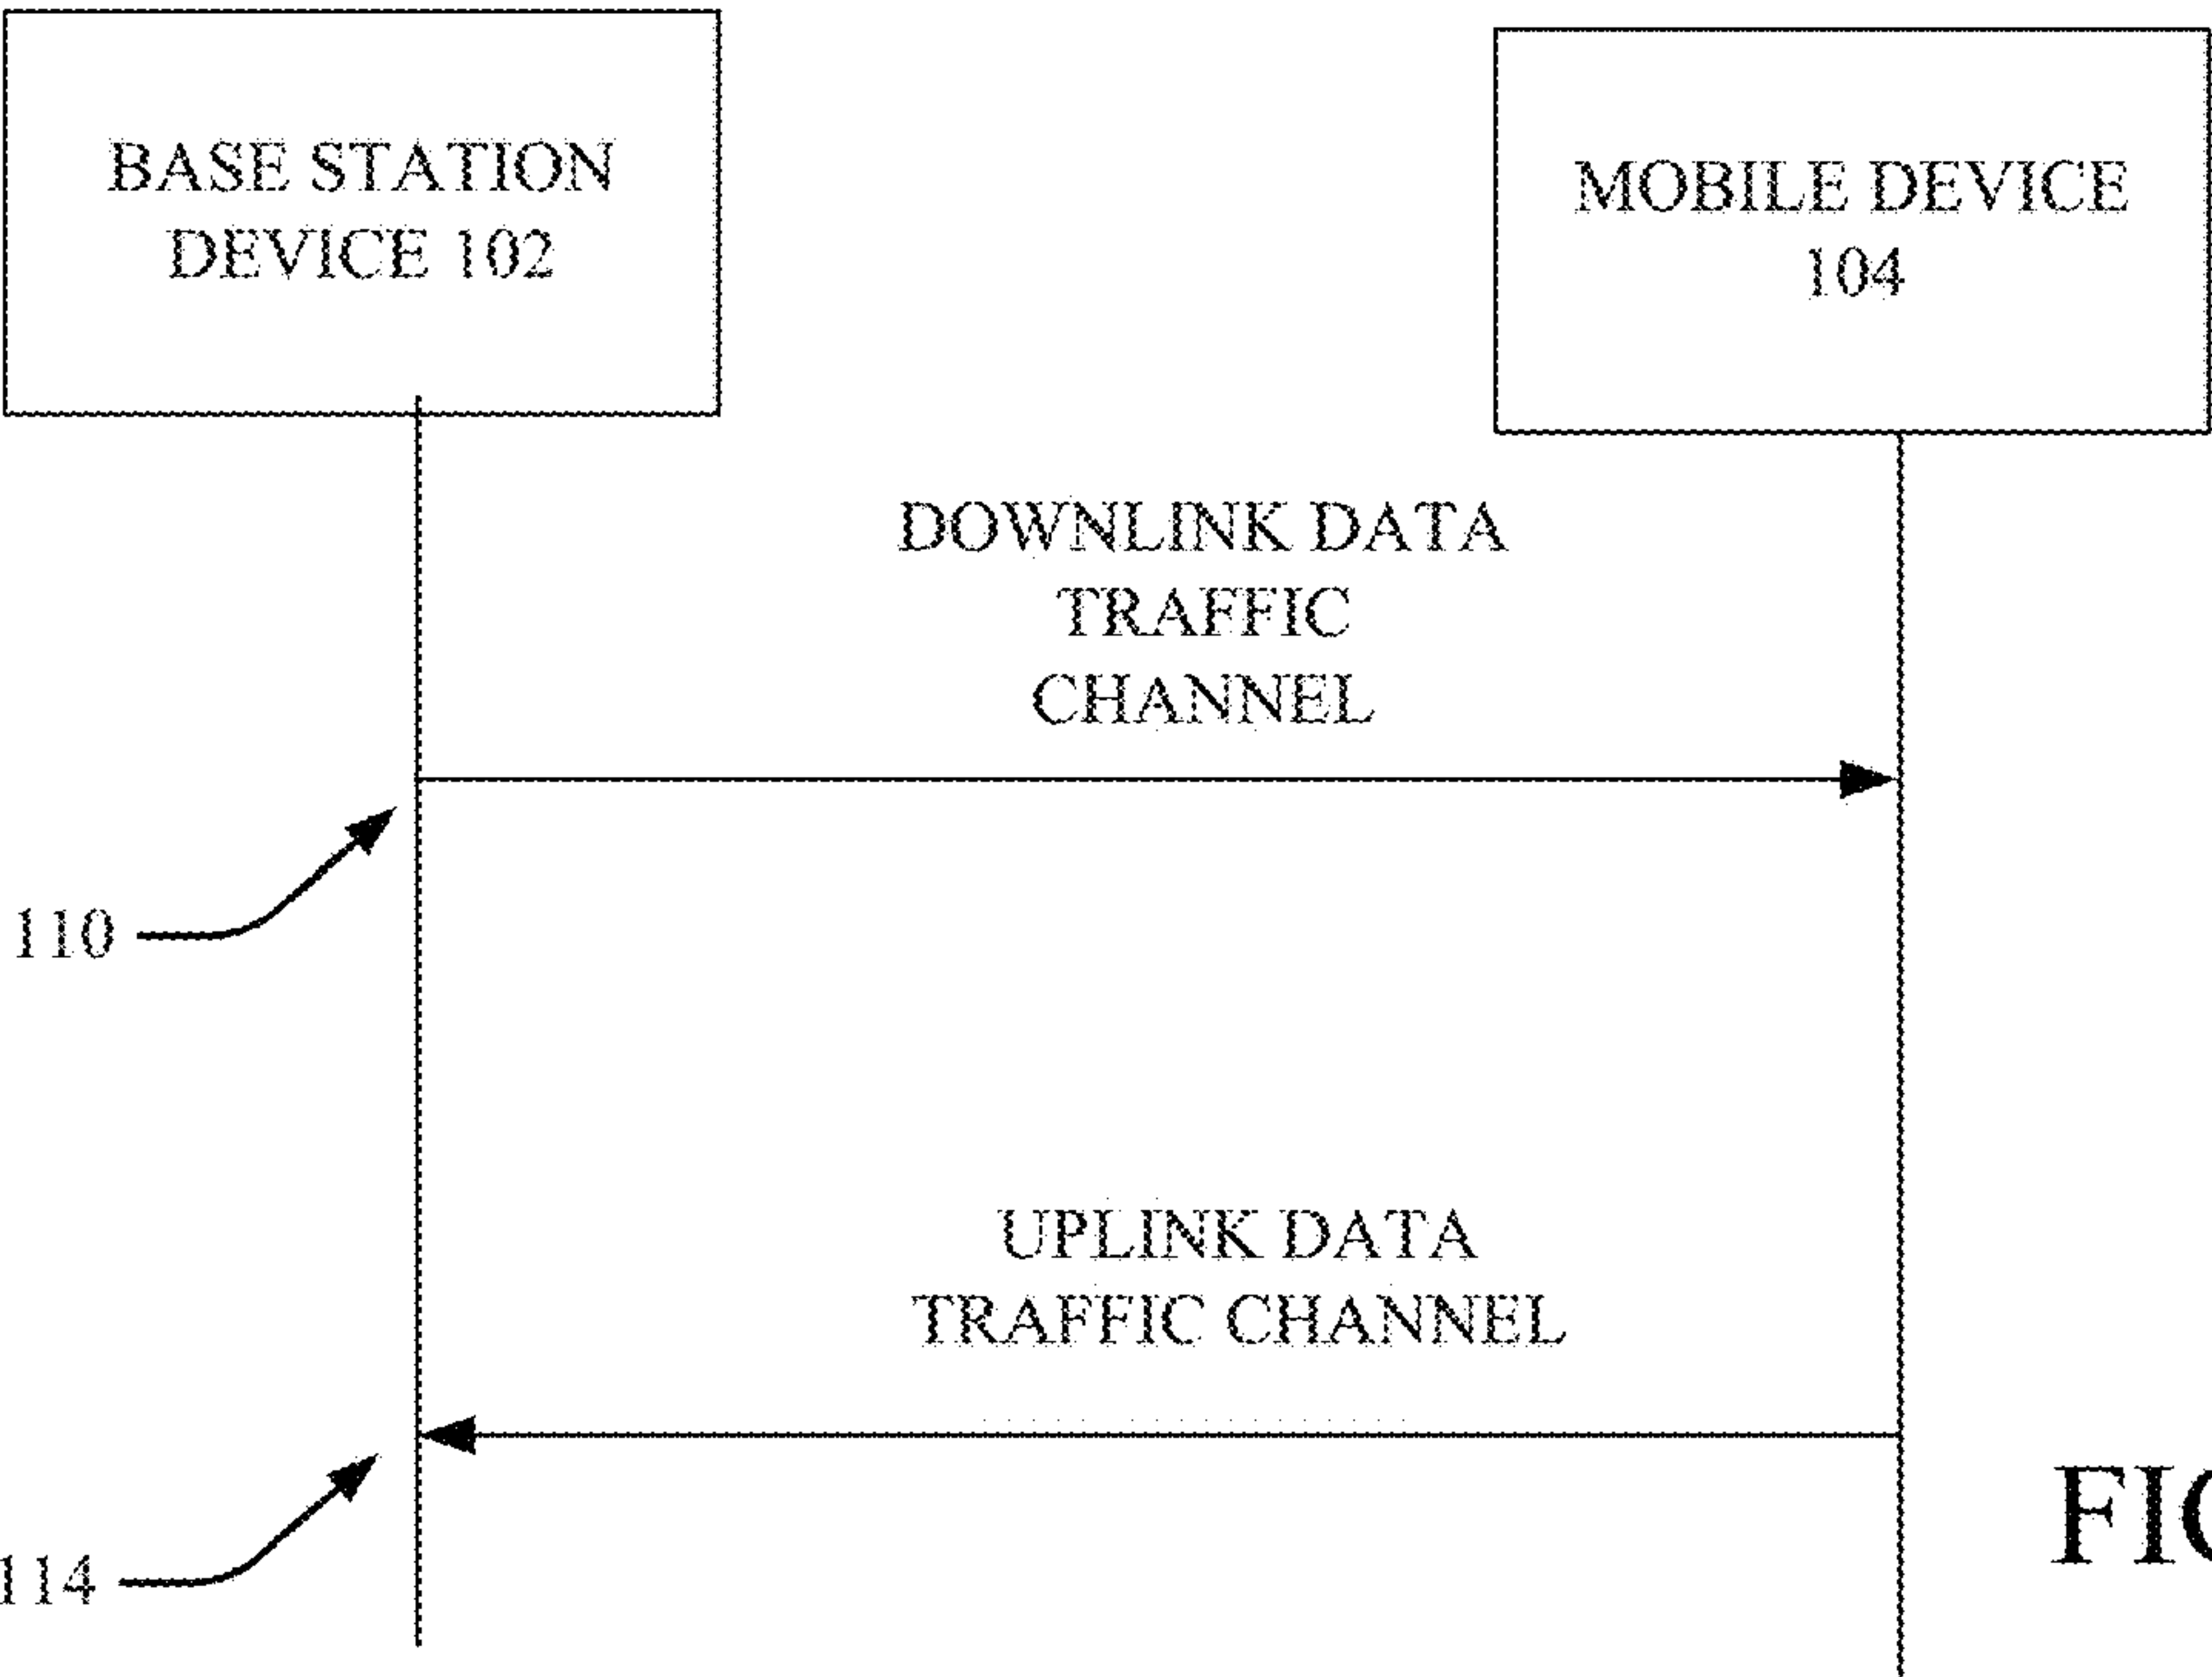 BASE STATION
DEVICE 102
MOBILE DEVICE
104
DOWNLINK DATA
TRAFFIC
CHANNEL
110
UPLINK DATA
TRAFFIC CHANNEL
114